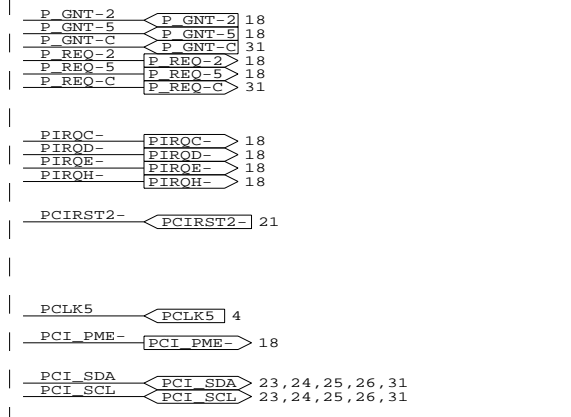 P_GNT-2 P_GNT-2 18
P_GNT-5 P_GNT-5 18
P_GNT-C P_GNT-C 31
P_REQ-2 P_REQ-2 18
P_REQ-5 P_REQ-5 18
P_REQ-C P_REQ-C 31
PIRQC- PIRQC- 18
PIRQD- PIRQD- 18
PIRQE- PIRQE- 18
PIRQH- PIRQH- 18
PCIRST2- PCIRST2- 21
PCLK5 PCLK5 4
PCI_PME- PCI_PME- 18
PCI_SDA PCI_SDA 23,24,25,26,31
PCI_SCL PCI_SCL 23,24,25,26,31